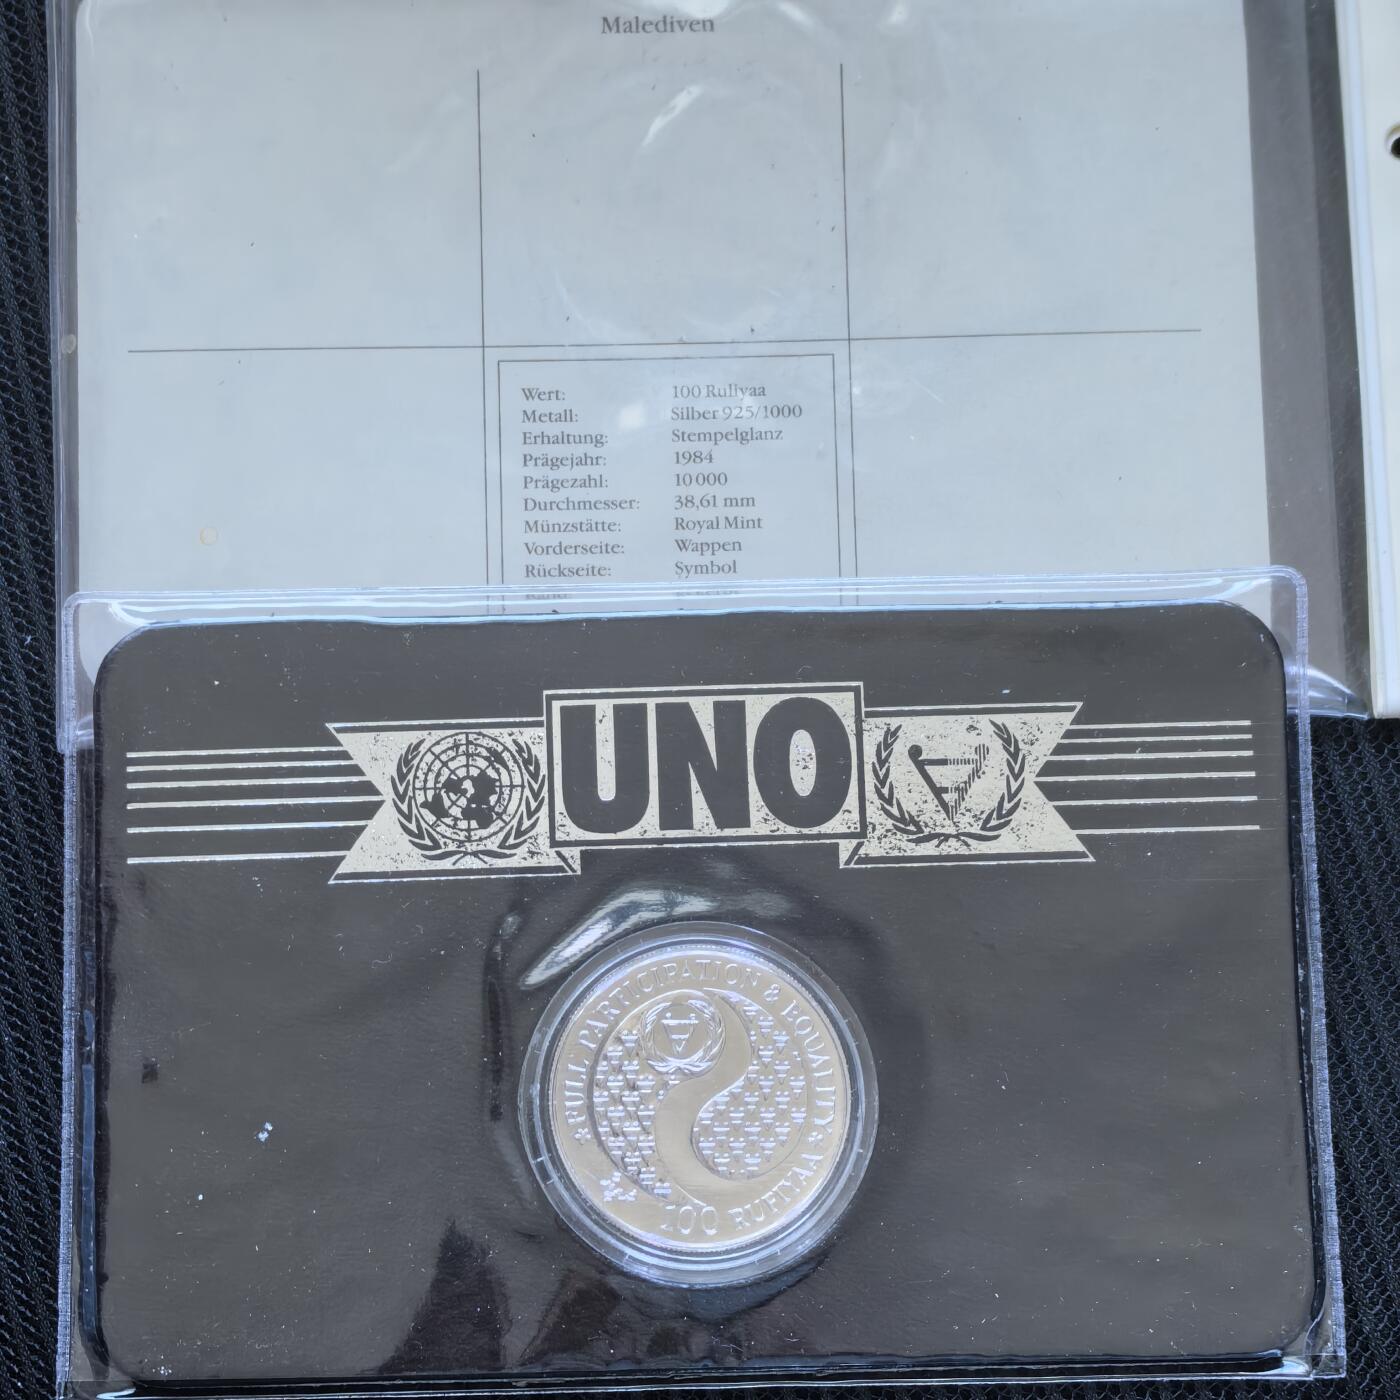 Malediven
Wert: 100 Rufiyaa
Metall: Silber 925/1000
Erhaltung: Stempelglanz
Prägejahr: 1984
Prägezahl: 10 000
Durchmesser: 38,61 mm
Münzstätte: Royal Mint
Vorderseite: Wappen
Rückseite: Symbol
UNO
FULL PARTICIPATION & EQUALITY
100 RUFIYAA